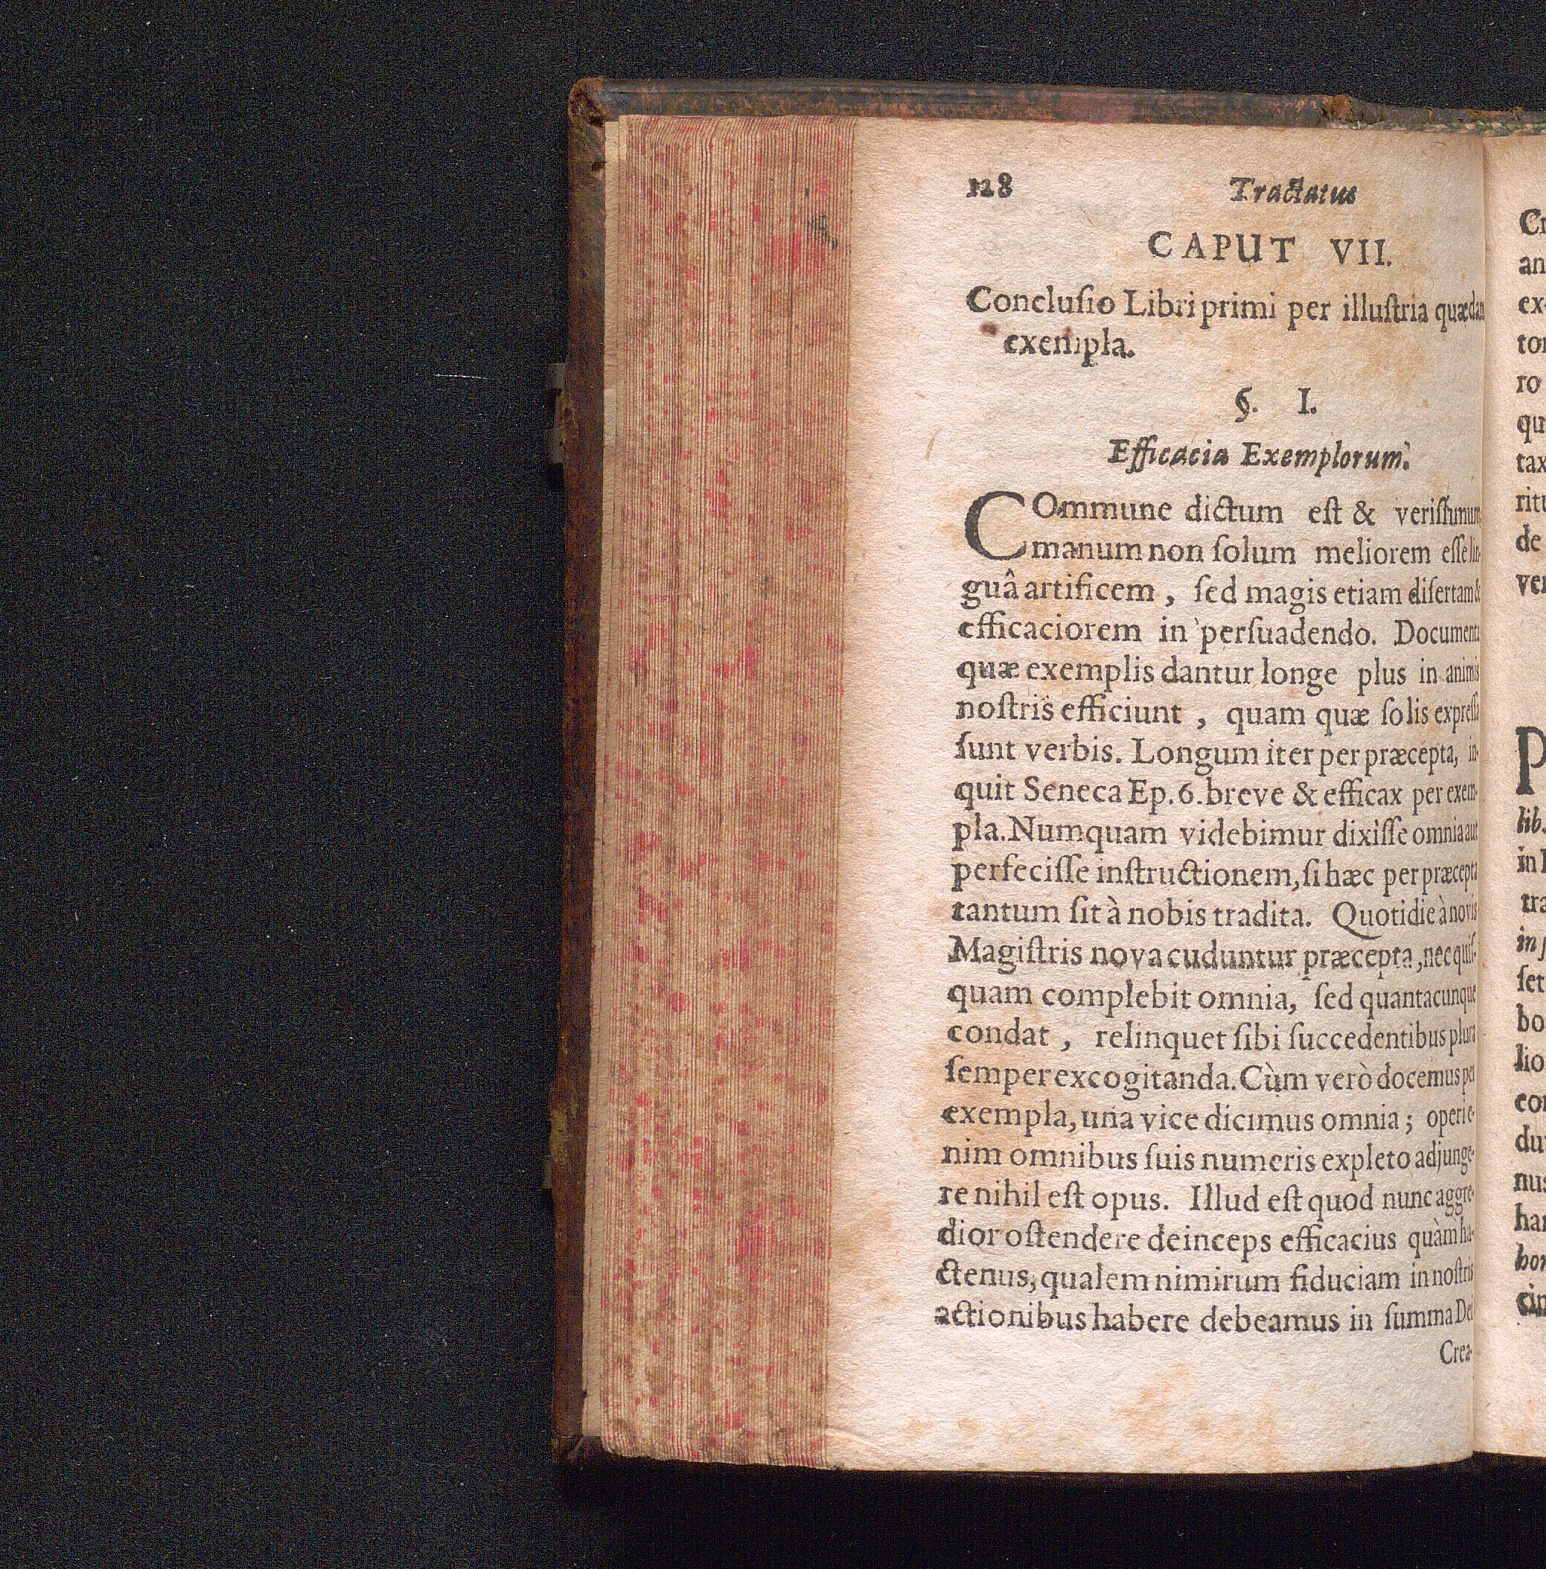 128 Tractatus
CAPUT VII.
Concluſio Libri primi per illuſtria quædam
exempla.
§. I.
Efficacia Exemplorum.
COmmune dictum eſt & veriſſimum
manum non ſolum meliorem eſſe lin-
guâ artificem, ſed magis etiam diſertam &
efficaciorem in perſuadendo. Documenta
quæ exemplis dantur longe plus in animis
noſtris efficiunt, quam quæ ſolis expreſſa
ſunt verbis. Longum iter per præcepta, in-
quit Seneca Ep. 6. breve & efficax per exem-
pla. Numquam videbimur dixiſſe omnia aut
perfeciſſe inſtructionem, ſi hæc per præcepta
tantum ſit à nobis tradita. Quotidie à novis
Magiſtris nova cuduntur præcepta, nec quiſ-
quam complebit omnia, ſed quantacunque
condat, relinquet ſibi ſuccedentibus plura
ſemper excogitanda. Cùm verò docemus per
exempla, una vice dicimus omnia; operi e-
nim omnibus ſuis numeris expleto adjunge-
re nihil eſt opus. Illud eſt quod nunc aggre-
dior oſtendere deinceps efficacius quàm ha-
ctenus, qualem nimirum fiduciam in noſtris
actionibus habere debeamus in ſumma Dei
Crea-